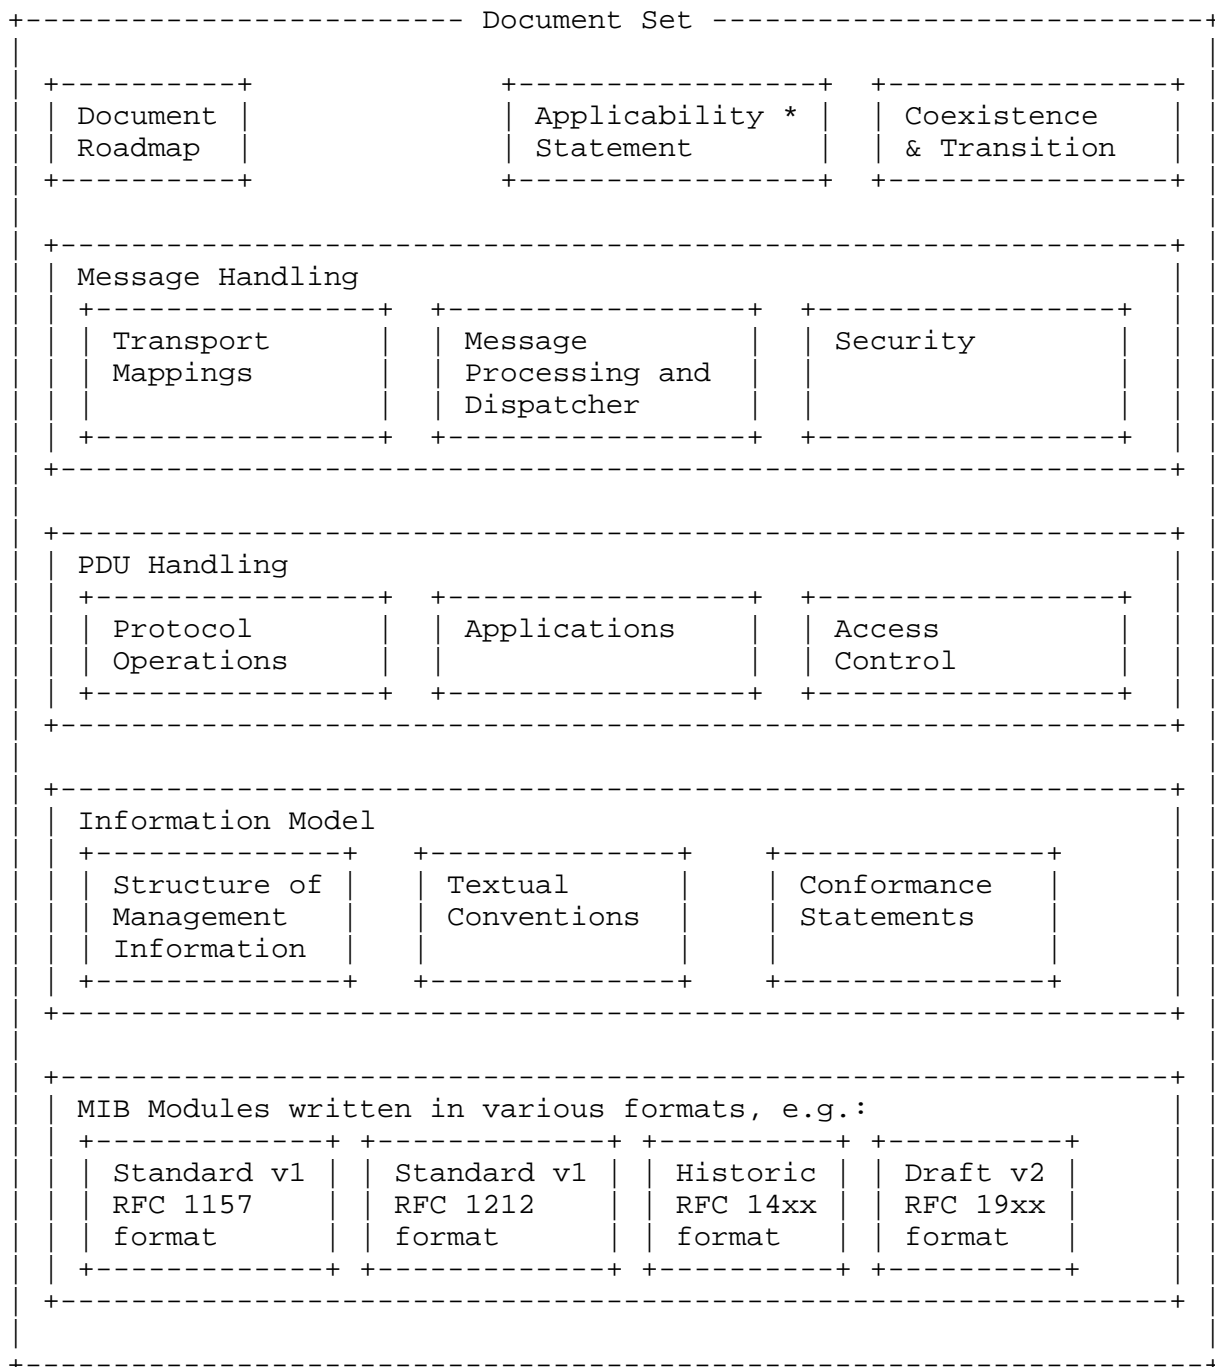 Document Set
Document Applicability * Coexistence
Roadmap Statement & Transition
Message Handling
Transport Message Security
Mappings Processing and
Dispatcher
PDU Handling
Protocol Applications Access
Operations Control
Information Model
Structure of Textual Conformance
Management Conventions Statements
Information
MIB Modules written in various formats, e.g.:
Standard v1 Standard v1 Historic Draft v2
RFC 1157 RFC 1212 RFC 14xx RFC 19xx
format format format format